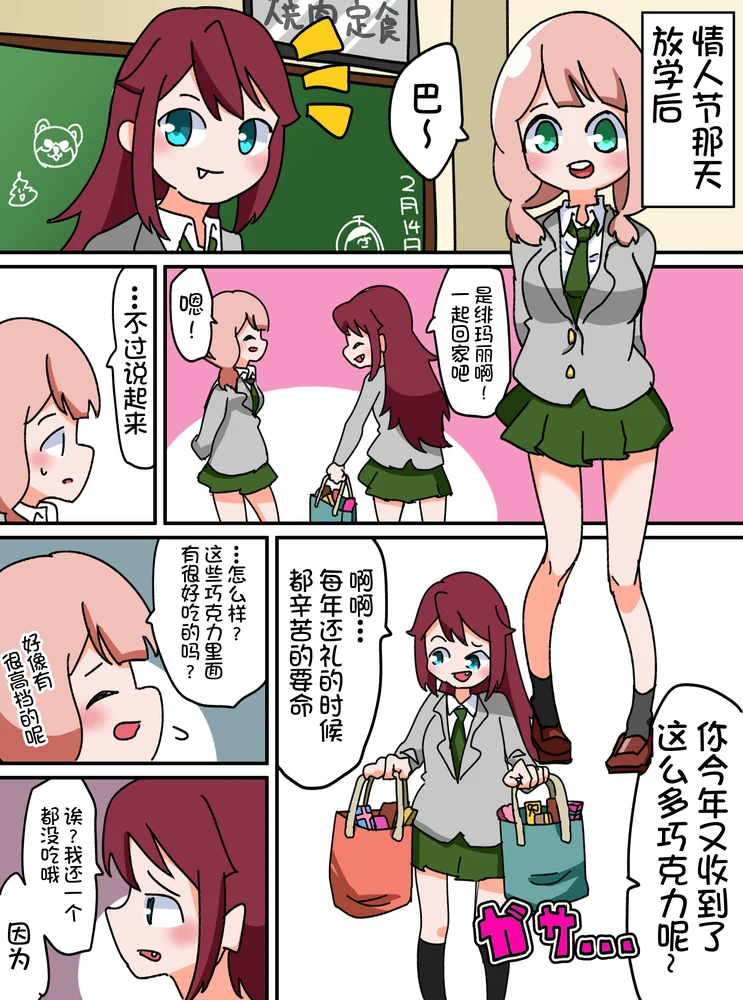 情人节那天
放学后
焼肉定食
巴～
2月14日
是绯玛丽啊！
一起回家吧
嗯！
…不过说起来
你今年又收到了
这么多巧克力呢~
啊啊…
每年还礼的时候
都辛苦的要命
ガサ…
…怎么样？
这些巧克力里面
有很好吃的吗？
好像有
很高档的呢
诶？我还一个
都没吃哦
因为